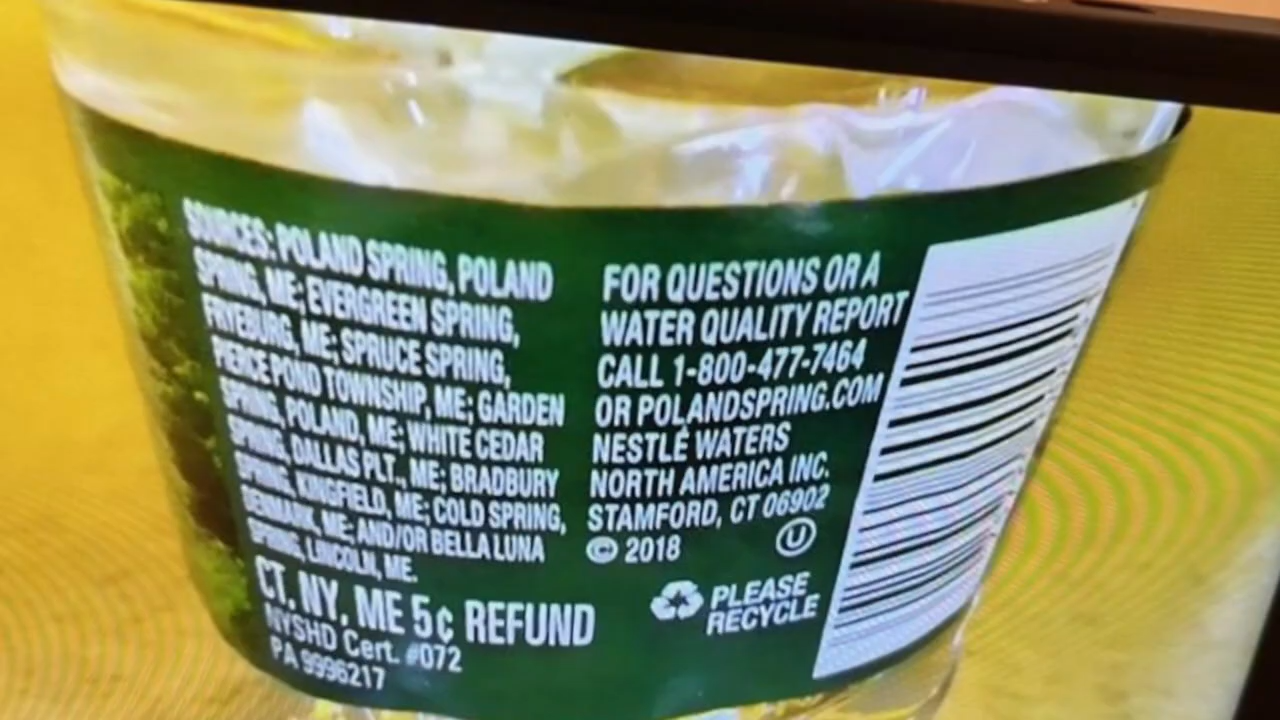 SOURCES: POLAND SPRING, POLAND
SPRING, ME; EVERGREEN SPRING,
FRYEBURG, ME; SPRUCE SPRING,
PIERCE POND TOWNSHIP, ME; GARDEN
SPRING, POLAND, ME; WHITE CEDAR
SPRING, DALLAS PLT., ME; BRADBURY
SPRING, KINGFIELD, ME; COLD SPRING,
DENMARK, ME; AND/OR BELLA LUNA
SPRING, LINCOLN, ME.
CT, NY, ME 5¢ REFUND
NYSHD Cert. #072
PA 9996217
FOR QUESTIONS OR A
WATER QUALITY REPORT
CALL 1-800-477-7464
OR POLANDSPRING.COM
NESTLÉ WATERS
NORTH AMERICA INC.
STAMFORD, CT 06902
© 2018 U
PLEASE
RECYCLE